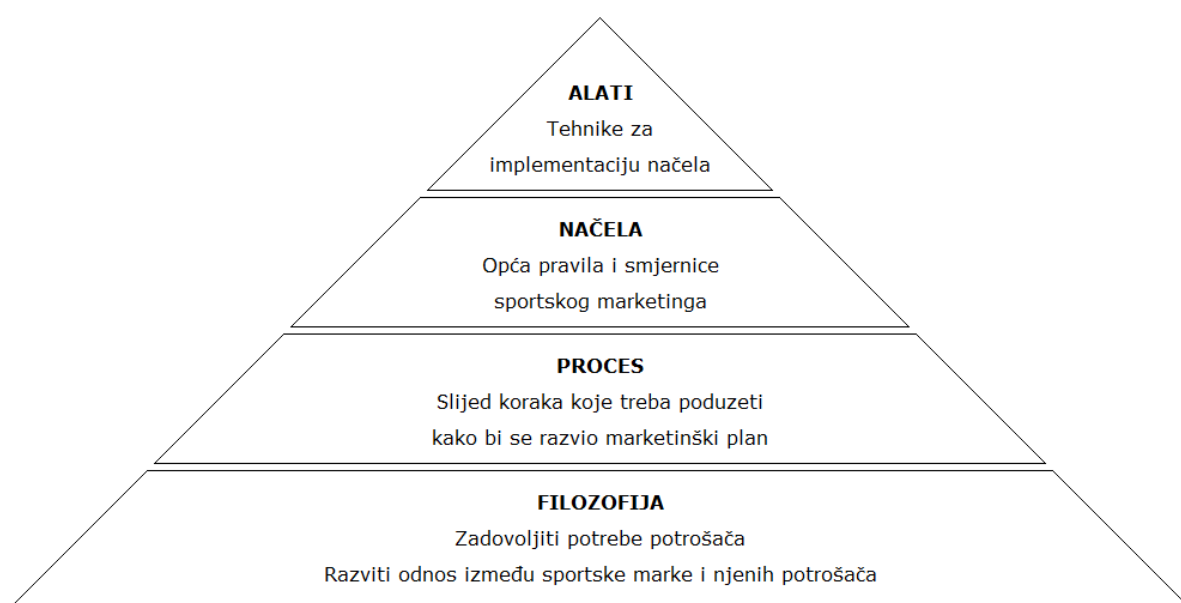 ALATI
Tehnike za
implementaciju načela
NAČELA
Opća pravila i smjernice
sportskog marketinga
PROCES
Slijed koraka koje treba poduzeti
kako bi se razvio marketinški plan
FILOZOFIJA
Zadovoljiti potrebe potrošača
Razviti odnos između sportske marke i njenih potrošača